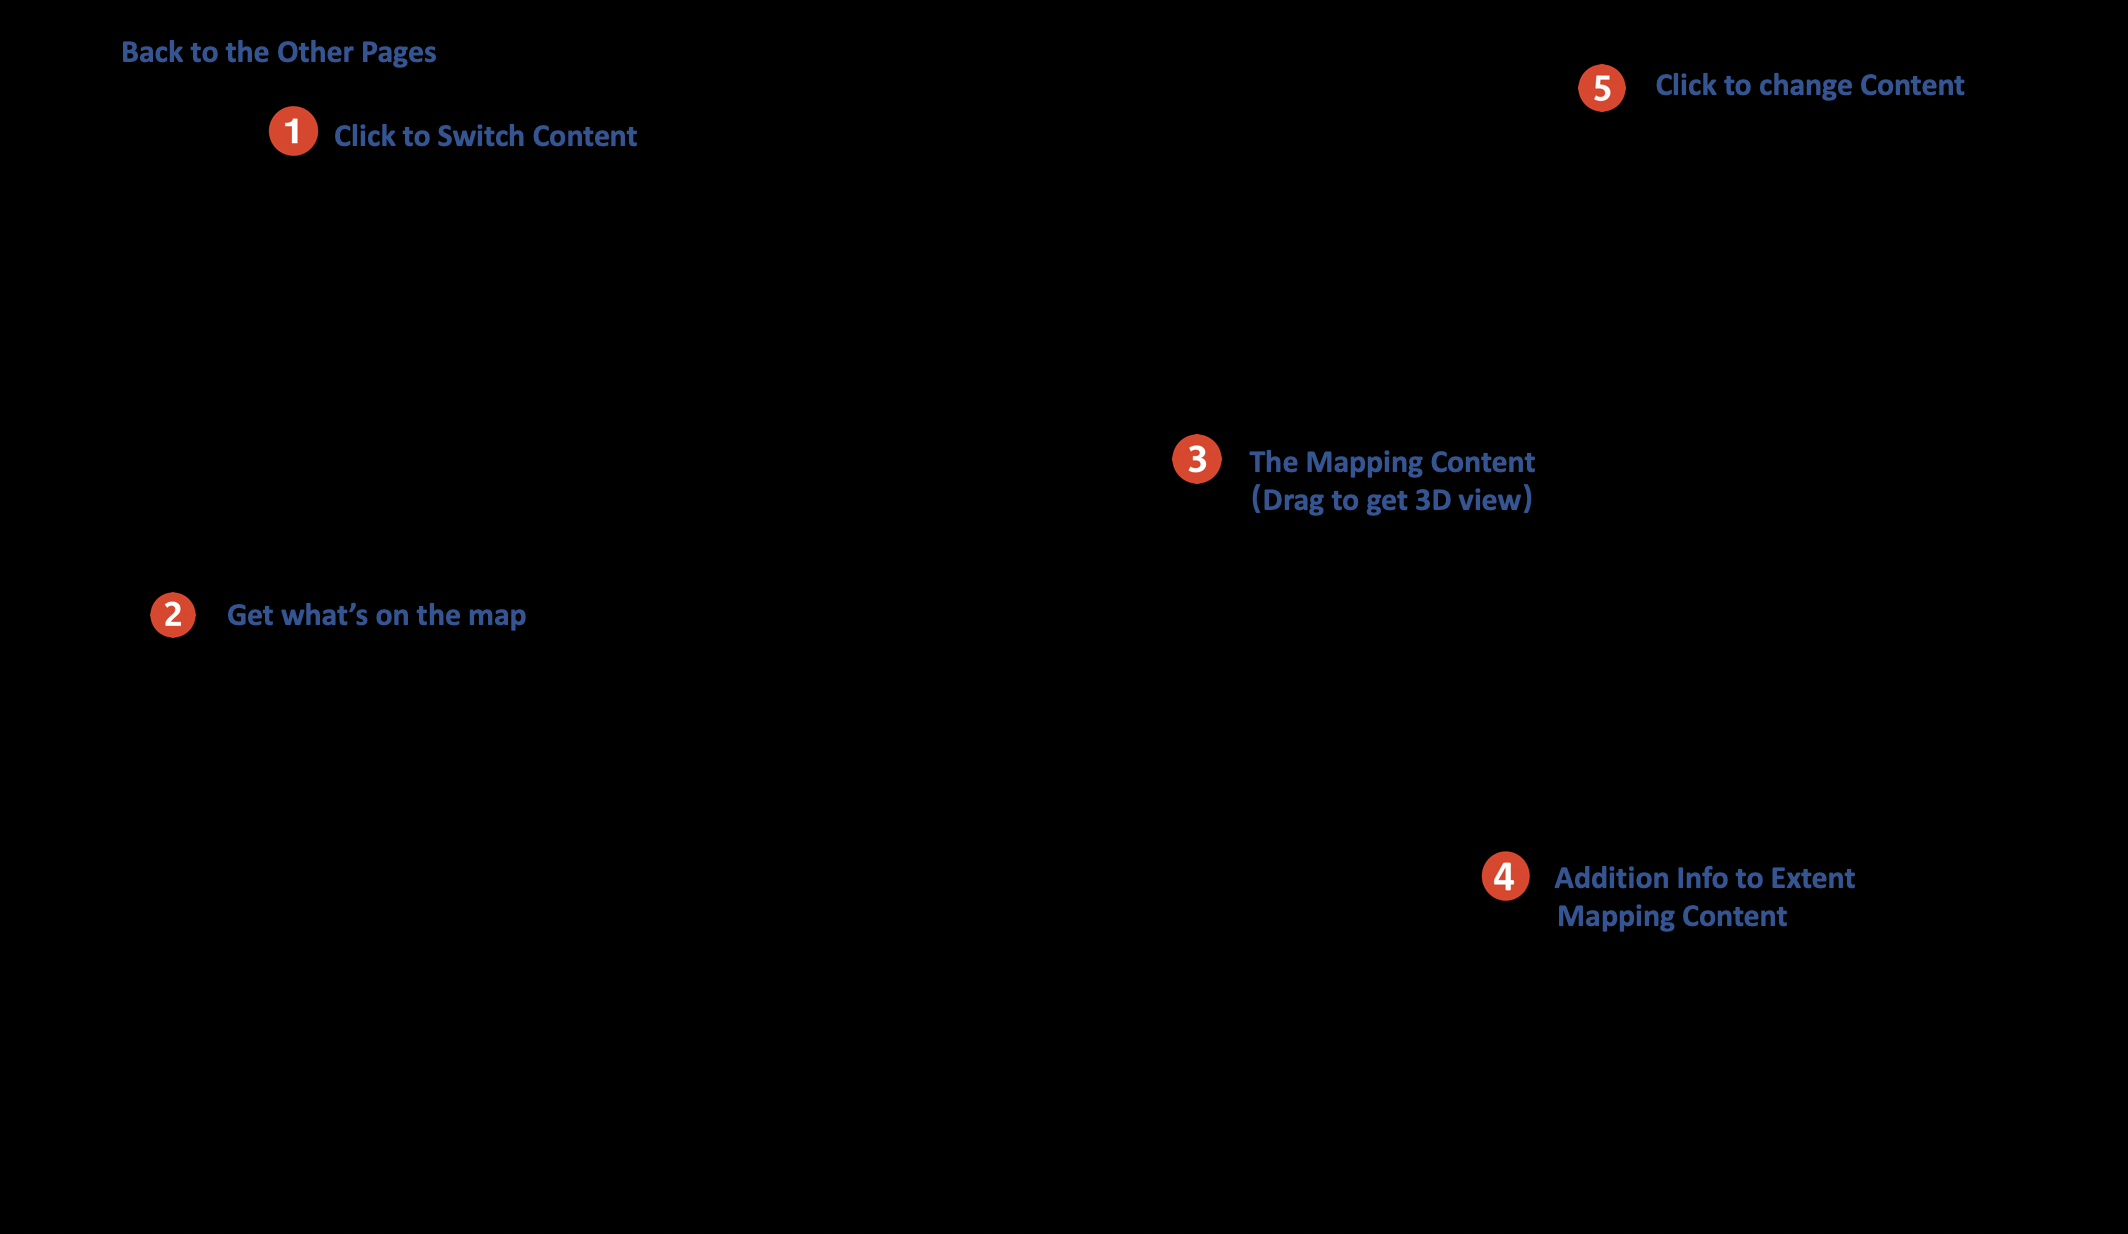 Back to the Other Pages
1 Click to Switch Content
5 Click to change Content
3 The Mapping Content
(Drag to get 3D view)
2 Get what’s on the map
4 Addition Info to Extent
Mapping Content